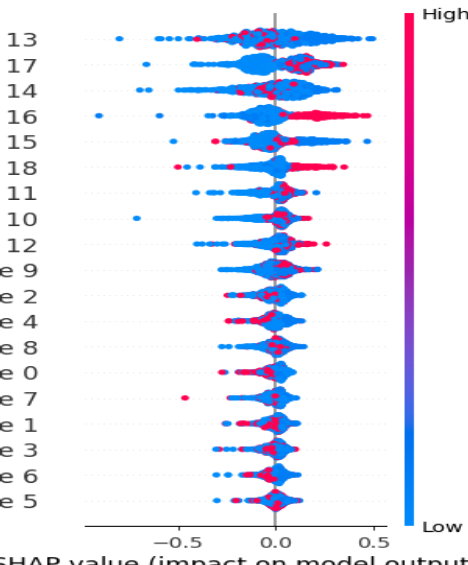 High
13
17
14
16
15
18
11
10
12
e 9
e 2
e 4
e 8
e 0
e 7
e 1
e 3
e 6
e 5
Low
−0.5 0.0 0.5
SHAP value (impact on model output